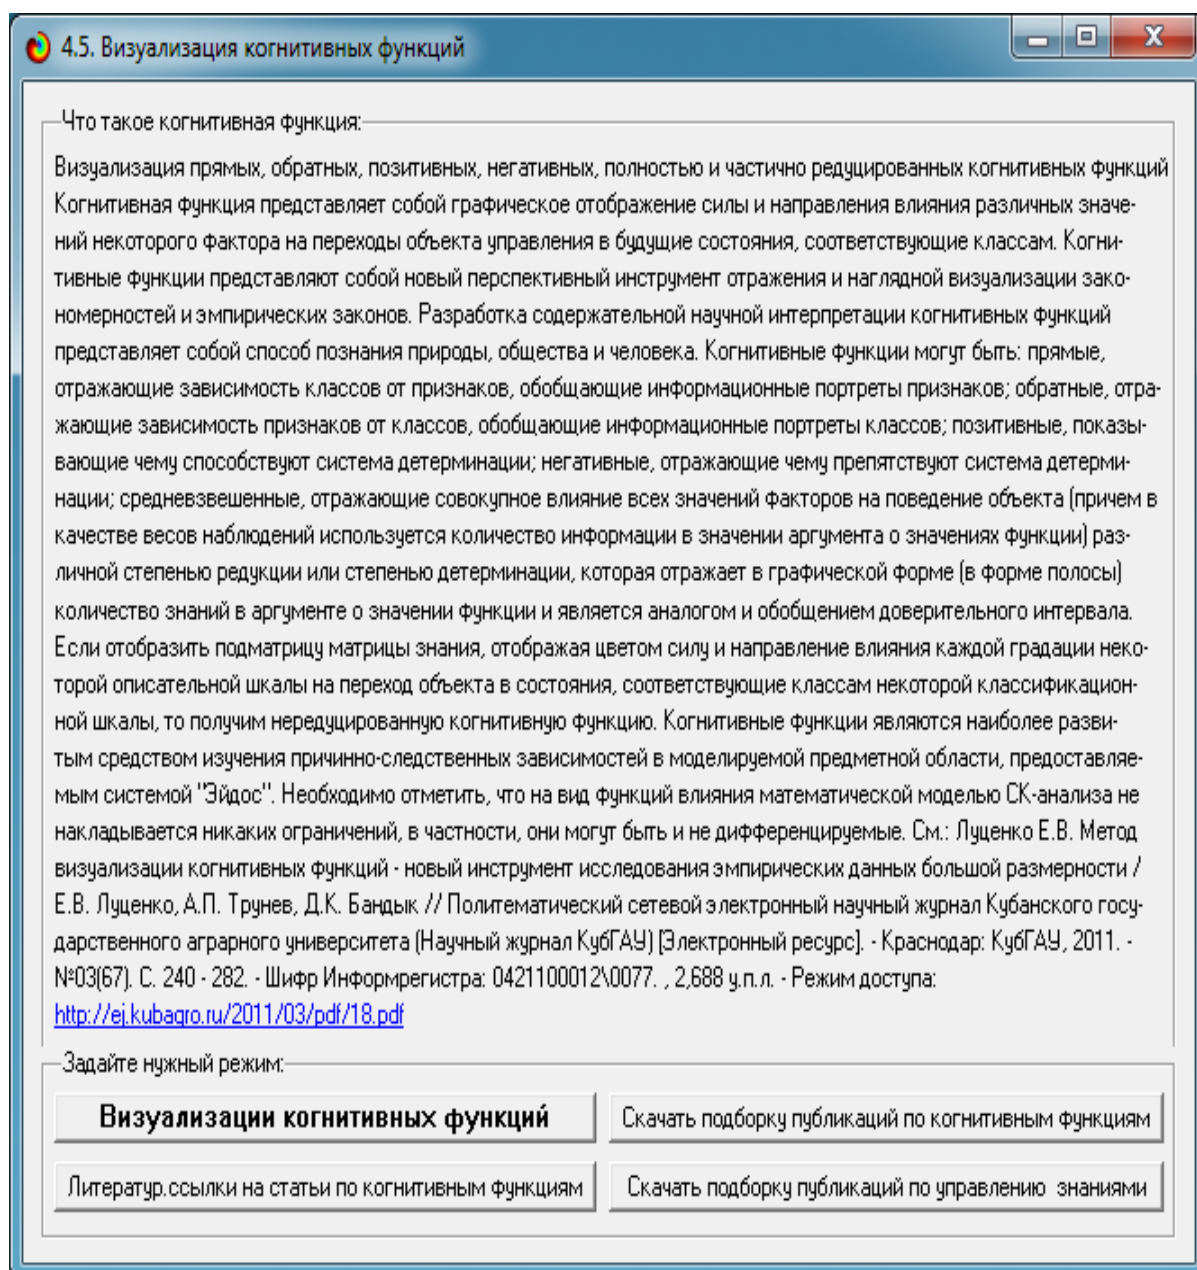 4.5. Визуализация когнитивных функций
Что такое когнитивная функция:
Визуализация прямых, обратных, позитивных, негативных, полностью и частично редуцированных когнитивных функций
Когнитивная функция представляет собой графическое отображение силы и направления влияния различных значе-
ний некоторого фактора на переходы объекта управления в будущие состояния, соответствующие классам. Когни-
тивные функции представляют собой новый перспективный инструмент отражения и наглядной визуализации зако-
номерностей и эмпирических законов. Разработка содержательной научной интерпретации когнитивных функций
представляет собой способ познания природы, общества и человека. Когнитивные функции могут быть: прямые,
отражающие зависимость классов от признаков, обобщающие информационные портреты признаков; обратные, отра-
жающие зависимость признаков от классов, обобщающие информационные портреты классов; позитивные, показы-
вающие чему способствуют система детерминации; негативные, отражающие чему препятствуют система детерми-
нации; средневзвешенные, отражающие совокупное влияние всех значений факторов на поведение объекта (причем в
качестве весов наблюдений используется количество информации в значении аргумента о значениях функции) раз-
личной степенью редукции или степенью детерминации, которая отражает в графической форме (в форме полосы)
количество знаний в аргументе о значении функции и является аналогом и обобщением доверительного интервала.
Если отобразить подматрицу матрицы знания, отображая цветом силу и направление влияния каждой градации неко-
торой описательной шкалы на переход объекта в состояния, соответствующие классам некоторой классификацион-
ной шкалы, то получим нередуцированную когнитивную функцию. Когнитивные функции являются наиболее разви-
тым средством изучения причинно-следственных зависимостей в моделируемой предметной области, предоставляе-
мым системой "Эйдос". Необходимо отметить, что на вид функций влияния математической моделью СК-анализа не
накладывается никаких ограничений, в частности, они могут быть и не дифференцируемые. См.: Луценко Е.В. Метод
визуализации когнитивных функций - новый инструмент исследования эмпирических данных большой размерности /
Е.В. Луценко, А.П. Трунев, Д.К. Бандык // Политематический сетевой электронный научный журнал Кубанского госу-
дарственного аграрного университета (Научный журнал КубГАУ) [Электронный ресурс]. - Краснодар: КубГАУ, 2011. -
№03(67). С. 240 - 282. - Шифр Информрегистра: 0421100012\0077. , 2,688 у.п.л. - Режим доступа:
http://ej.kubagro.ru/2011/03/pdf/18.pdf
Задайте нужный режим:
Визуализации когнитивных функций
Скачать подборку публикаций по когнитивным функциям
Литератур.ссылки на статьи по когнитивным функциям
Скачать подборку публикаций по управлению знаниями